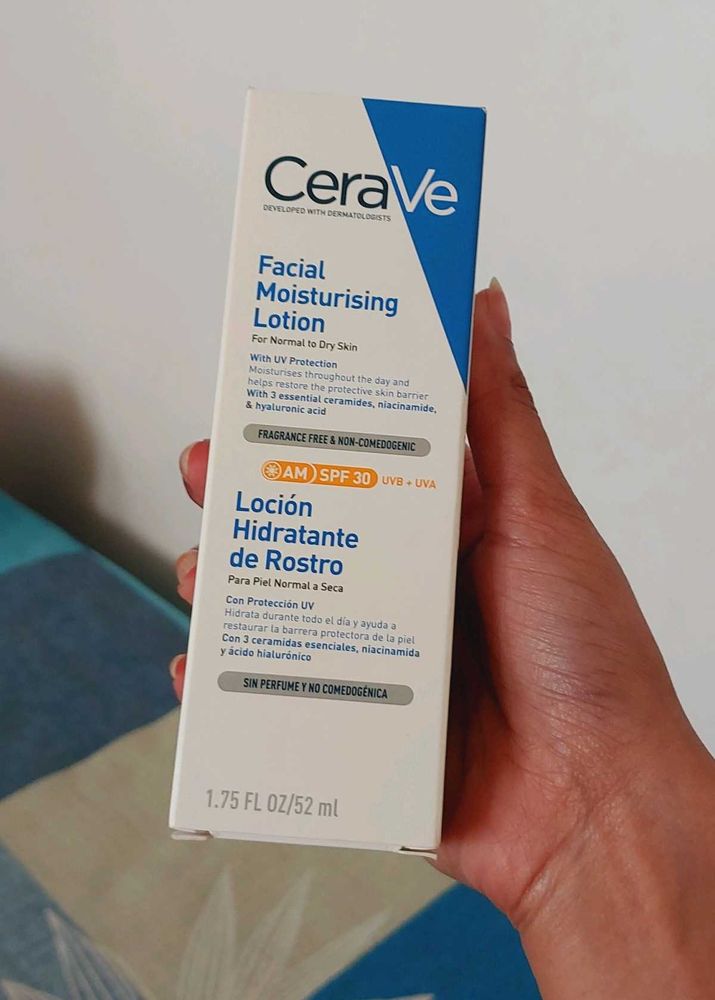 CeraVe
DEVELOPED WITH DERMATOLOGISTS
Facial
Moisturising
Lotion
For Normal to Dry Skin
With UV Protection
Moisturises throughout the day and
helps restore the protective skin barrier
With 3 essential ceramides, niacinamide,
& hyaluronic acid
FRAGRANCE FREE & NON-COMEDOGENIC
AM SPF 30 UVB + UVA
Loción
Hidratante
de Rostro
Para Piel Normal a Seca
Con Protección UV
Hidrata durante todo el día y ayuda a
restaurar la barrera protectora de la piel
Con 3 ceramidas esenciales, niacinamida
y ácido hialurónico
SIN PERFUME Y NO COMEDOGÉNICA
1.75 FL OZ/52 ml